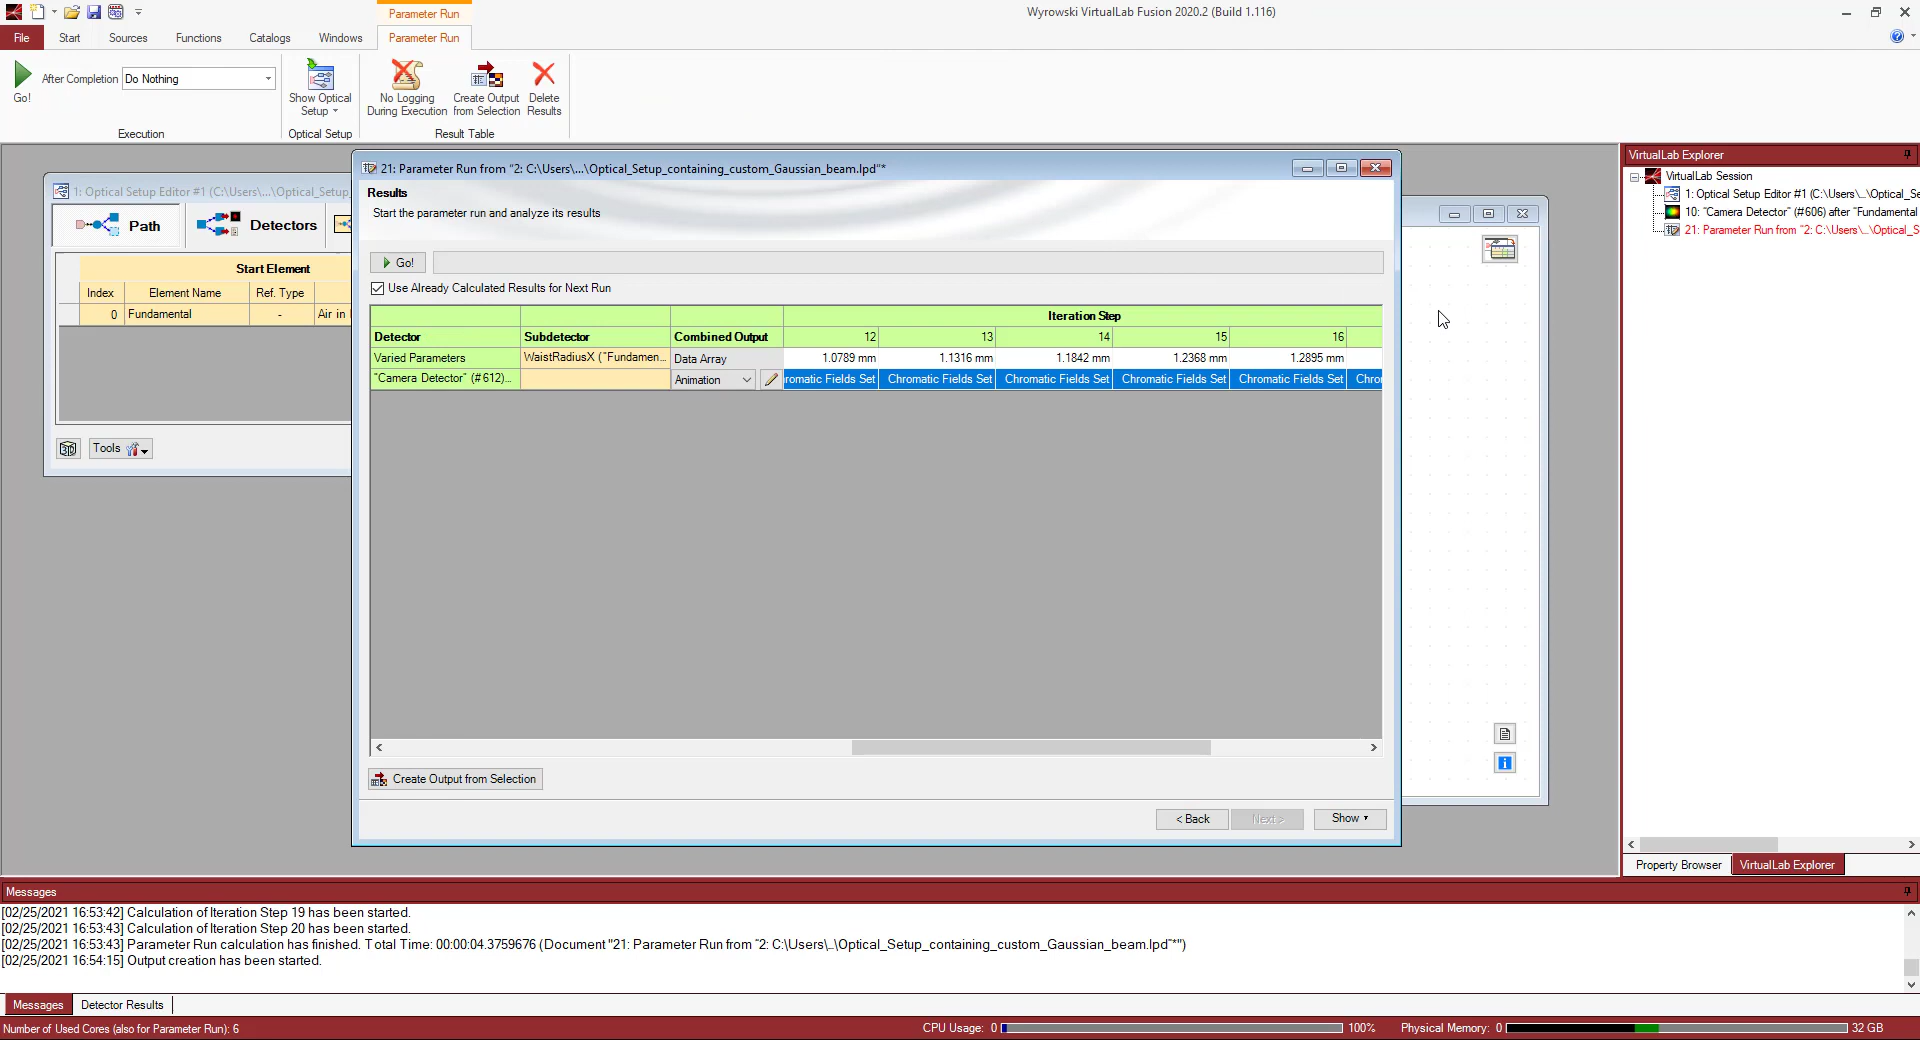 Parameter Run
Wyrowski VirtualLab Fusion 2020.2 (Build 1.116)
File Start Sources Functions Catalogs Windows Parameter Run
Go! After Completion Do Nothing
Show Optical Setup
No Logging During Execution
Create Output from Selection
Delete Results
Execution Optical Setup Result Table
1: Optical Setup Editor #1 (C:\Users\...\Optical_Setup_
Path Detectors
Start Element
Index Element Name Ref. Type
0 Fundamental - Air in
Tools
21: Parameter Run from "2: C:\Users\...\Optical_Setup_containing_custom_Gaussian_beam.lpd"*
Results
Start the parameter run and analyze its results
Go!
Use Already Calculated Results for Next Run
Iteration Step
Detector Subdetector Combined Output 12 13 14 15 16
Varied Parameters WaistRadiusX ("Fundamen... Data Array 1.0789 mm 1.1316 mm 1.1842 mm 1.2368 mm 1.2895 mm
"Camera Detector" (#612)... Animation romatic Fields Set Chromatic Fields Set Chromatic Fields Set Chromatic Fields Set Chromatic Fields Set Chro
Create Output from Selection
< Back Next > Show
VirtualLab Explorer
VirtualLab Session
1: Optical Setup Editor #1 (C:\Users\...\Optical_Se
10: "Camera Detector" (#606) after "Fundamental
21: Parameter Run from "2: C:\Users\...\Optical_S
Property Browser VirtualLab Explorer
Messages
[02/25/2021 16:53:42] Calculation of Iteration Step 19 has been started.
[02/25/2021 16:53:43] Calculation of Iteration Step 20 has been started.
[02/25/2021 16:53:43] Parameter Run calculation has finished. Total Time: 00:00:04.3759676 (Document "21: Parameter Run from "2: C:\Users\...\Optical_Setup_containing_custom_Gaussian_beam.lpd"*")
[02/25/2021 16:54:15] Output creation has been started.
Messages Detector Results
Number of Used Cores (also for Parameter Run): 6 CPU Usage: 0 100% Physical Memory: 0 32 GB